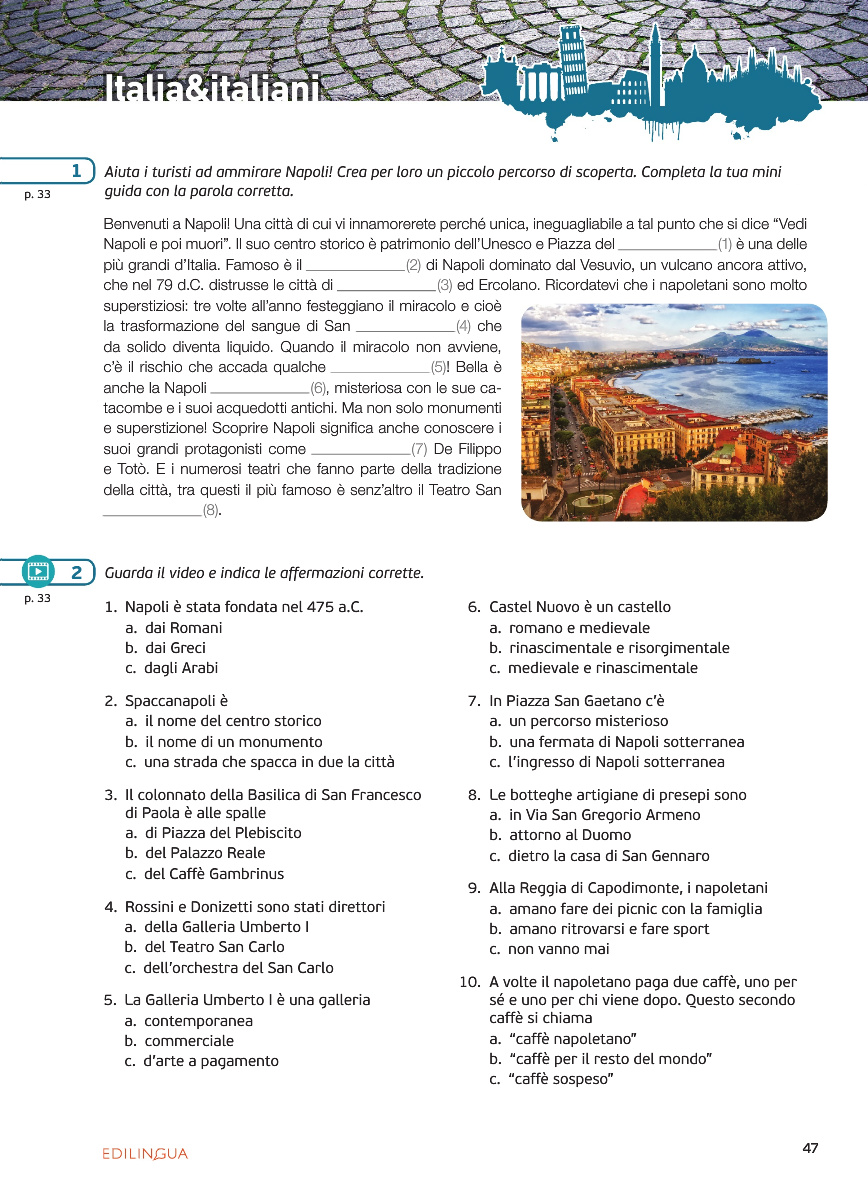 Italia&italiani
1
p. 33
Aiuta i turisti ad ammirare Napoli! Crea per loro un piccolo percorso di scoperta. Completa la tua mini
guida con la parola corretta.
Benvenuti a Napoli! Una città di cui vi innamorerete perché unica, ineguagliabile a tal punto che si dice “Vedi
Napoli e poi muori”. Il suo centro storico è patrimonio dell’Unesco e Piazza del ____________(1) è una delle
più grandi d’Italia. Famoso è il ____________(2) di Napoli dominato dal Vesuvio, un vulcano ancora attivo,
che nel 79 d.C. distrusse le città di ____________(3) ed Ercolano. Ricordatevi che i napoletani sono molto
superstiziosi: tre volte all’anno festeggiano il miracolo e cioè
la trasformazione del sangue di San ____________(4) che
da solido diventa liquido. Quando il miracolo non avviene,
c’è il rischio che accada qualche ____________(5)! Bella è
anche la Napoli ____________(6), misteriosa con le sue ca-
tacombe e i suoi acquedotti antichi. Ma non solo monumenti
e superstizione! Scoprire Napoli significa anche conoscere i
suoi grandi protagonisti come ____________(7) De Filippo
e Totò. E i numerosi teatri che fanno parte della tradizione
della città, tra questi il più famoso è senz’altro il Teatro San
____________(8).
2
p. 33
Guarda il video e indica le affermazioni corrette.
1. Napoli è stata fondata nel 475 a.C.
a. dai Romani
b. dai Greci
c. dagli Arabi
2. Spaccanapoli è
a. il nome del centro storico
b. il nome di un monumento
c. una strada che spacca in due la città
3. Il colonnato della Basilica di San Francesco
di Paola è alle spalle
a. di Piazza del Plebiscito
b. del Palazzo Reale
c. del Caffè Gambrinus
4. Rossini e Donizetti sono stati direttori
a. della Galleria Umberto I
b. del Teatro San Carlo
c. dell’orchestra del San Carlo
5. La Galleria Umberto I è una galleria
a. contemporanea
b. commerciale
c. d’arte a pagamento
6. Castel Nuovo è un castello
a. romano e medievale
b. rinascimentale e risorgimentale
c. medievale e rinascimentale
7. In Piazza San Gaetano c’è
a. un percorso misterioso
b. una fermata di Napoli sotterranea
c. l’ingresso di Napoli sotterranea
8. Le botteghe artigiane di presepi sono
a. in Via San Gregorio Armeno
b. attorno al Duomo
c. dietro la casa di San Gennaro
9. Alla Reggia di Capodimonte, i napoletani
a. amano fare dei picnic con la famiglia
b. amano ritrovarsi e fare sport
c. non vanno mai
10. A volte il napoletano paga due caffè, uno per
sé e uno per chi viene dopo. Questo secondo
caffè si chiama
a. “caffè napoletano”
b. “caffè per il resto del mondo”
c. “caffè sospeso”
EDILINGUA
47